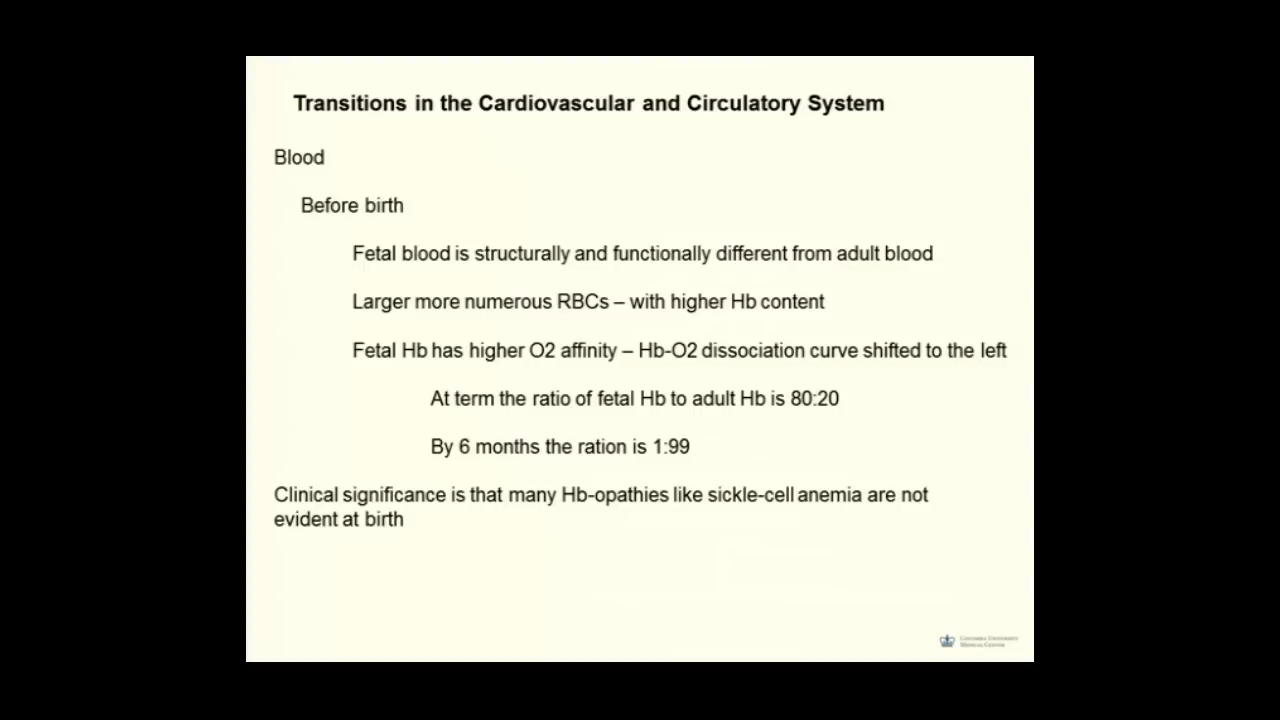 Transitions in the Cardiovascular and Circulatory System
Blood
Before birth
Fetal blood is structurally and functionally different from adult blood
Larger more numerous RBCs – with higher Hb content
Fetal Hb has higher O2 affinity – Hb-O2 dissociation curve shifted to the left
At term the ratio of fetal Hb to adult Hb is 80:20
By 6 months the ration is 1:99
Clinical significance is that many Hb-opathies like sickle-cell anemia are not
evident at birth
Columbia University
Medical Center